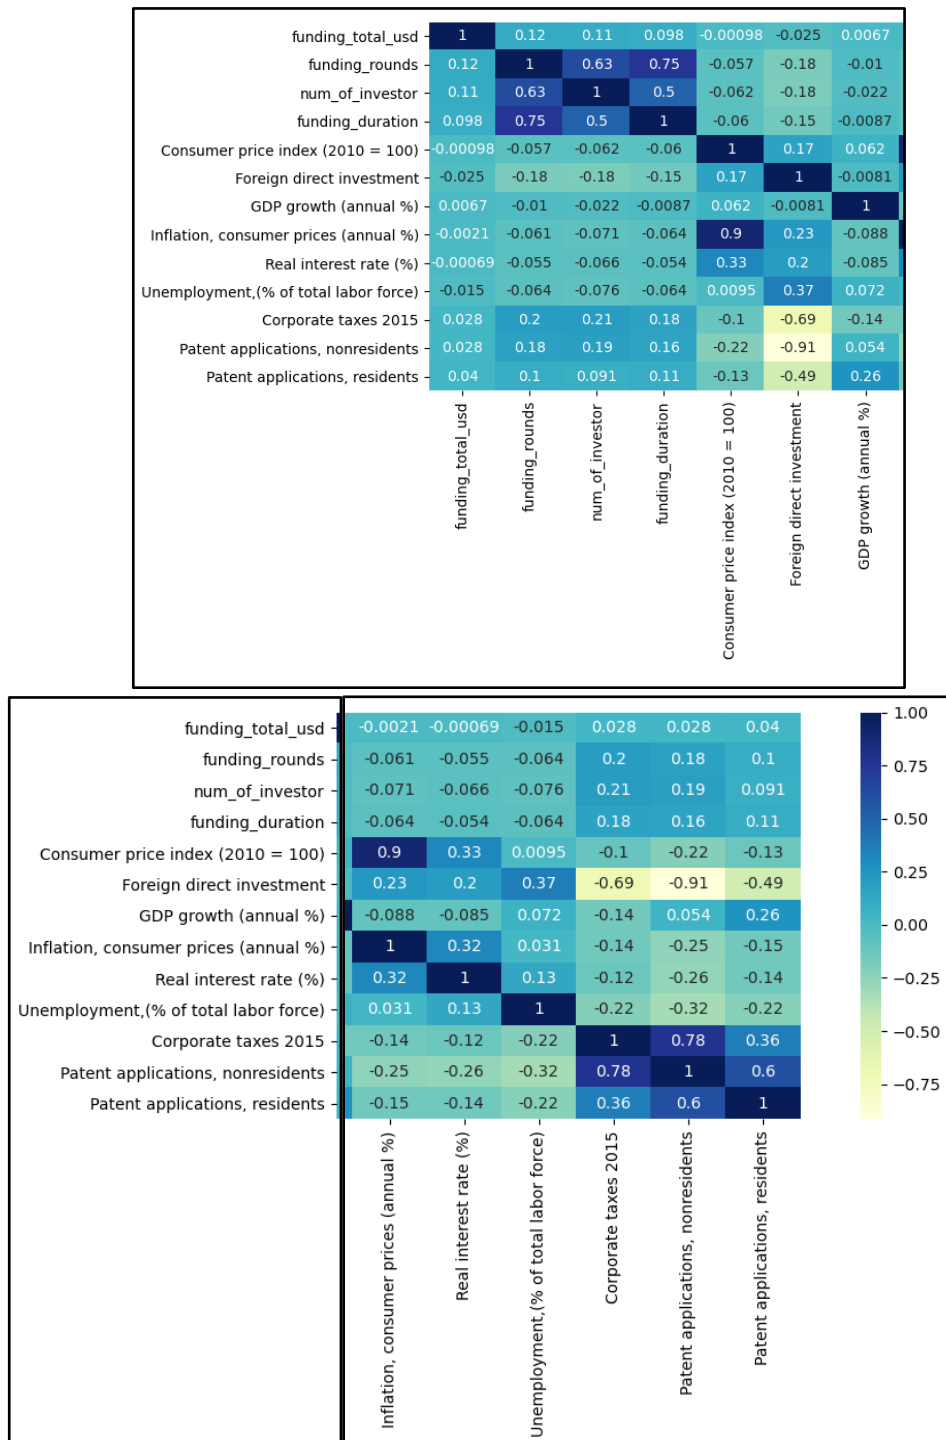 funding_total_usd 1 0.12 0.11 0.098 -0.00098 -0.025 0.0067
funding_rounds 0.12 1 0.63 0.75 -0.057 -0.18 -0.01
num_of_investor 0.11 0.63 1 0.5 -0.062 -0.18 -0.022
funding_duration 0.098 0.75 0.5 1 -0.06 -0.15 -0.0087
Consumer price index (2010 = 100) -0.00098 -0.057 -0.062 -0.06 1 0.17 0.062
Foreign direct investment -0.025 -0.18 -0.18 -0.15 0.17 1 -0.0081
GDP growth (annual %) 0.0067 -0.01 -0.022 -0.0087 0.062 -0.0081 1
Inflation, consumer prices (annual %) -0.0021 -0.061 -0.071 -0.064 0.9 0.23 -0.088
Real interest rate (%) -0.00069 -0.055 -0.066 -0.054 0.33 0.2 -0.085
Unemployment,(% of total labor force) -0.015 -0.064 -0.076 -0.064 0.0095 0.37 0.072
Corporate taxes 2015 0.028 0.2 0.21 0.18 -0.1 -0.69 -0.14
Patent applications, nonresidents 0.028 0.18 0.19 0.16 -0.22 -0.91 0.054
Patent applications, residents 0.04 0.1 0.091 0.11 -0.13 -0.49 0.26
funding_total_usd
funding_rounds
num_of_investor
funding_duration
Consumer price index (2010 = 100)
Foreign direct investment
GDP growth (annual %)
funding_total_usd -0.0021 -0.00069 -0.015 0.028 0.028 0.04
funding_rounds -0.061 -0.055 -0.064 0.2 0.18 0.1
num_of_investor -0.071 -0.066 -0.076 0.21 0.19 0.091
funding_duration -0.064 -0.054 -0.064 0.18 0.16 0.11
Consumer price index (2010 = 100) 0.9 0.33 0.0095 -0.1 -0.22 -0.13
Foreign direct investment 0.23 0.2 0.37 -0.69 -0.91 -0.49
GDP growth (annual %) -0.088 -0.085 0.072 -0.14 0.054 0.26
Inflation, consumer prices (annual %) 1 0.32 0.031 -0.14 -0.25 -0.15
Real interest rate (%) 0.32 1 0.13 -0.12 -0.26 -0.14
Unemployment,(% of total labor force) 0.031 0.13 1 -0.22 -0.32 -0.22
Corporate taxes 2015 -0.14 -0.12 -0.22 1 0.78 0.36
Patent applications, nonresidents -0.25 -0.26 -0.32 0.78 1 0.6
Patent applications, residents -0.15 -0.14 -0.22 0.36 0.6 1
Inflation, consumer prices (annual %)
Real interest rate (%)
Unemployment,(% of total labor force)
Corporate taxes 2015
Patent applications, nonresidents
Patent applications, residents
1.00
0.75
0.50
0.25
0.00
−0.25
−0.50
−0.75